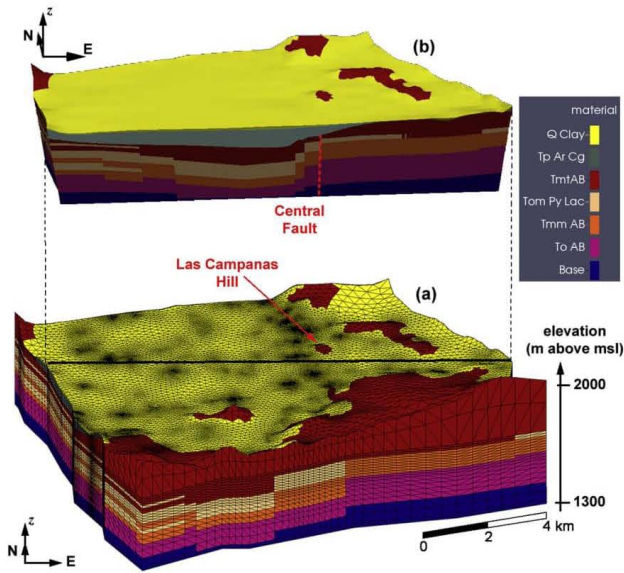 z
N
E
(b)
material
Q Clay
Tp Ar Cg
TmtAB
Tom Py Lac
Tmm AB
To AB
Base
Central
Fault
Las Campanas
Hill
(a)
elevation
(m above msl)
2000
1300
z
N
E
0 2 4 km